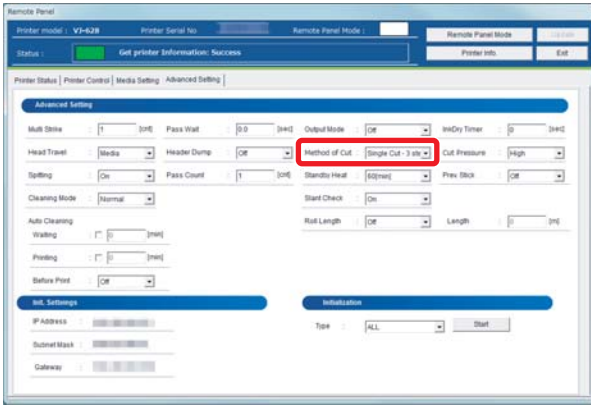 Remote Panel
Printer model : VJ-628 Printer Serial No Remote Panel Mode : Remote Panel Mode
Status : Get printer Information: Success Printer Info. Exit
Printer Status Printer Control Media Setting Advanced Setting
Advanced Setting
Multi Strike : 1 [cnt] Pass Wait : 0.0 [sec] Output Mode : Off InkDry Timer : 0 [sec]
Head Travel : Media Header Dump : Off Method of Cut : Single Cut - 3 ste Cut Pressure : High
Spitting : On Pass Count : 1 [cnt] Standby Heat : 60[min] Prev. Stick : Off
Cleaning Mode : Normal Slant Check : On
Auto Cleaning Roll Length : Off Length : 0 [m]
Waiting : 0 [min]
Printing : 0 [min]
Before Print : Off
Init. Setteings Initialization
IP Address : Type : ALL Start
Subnet Mask :
Gateway :